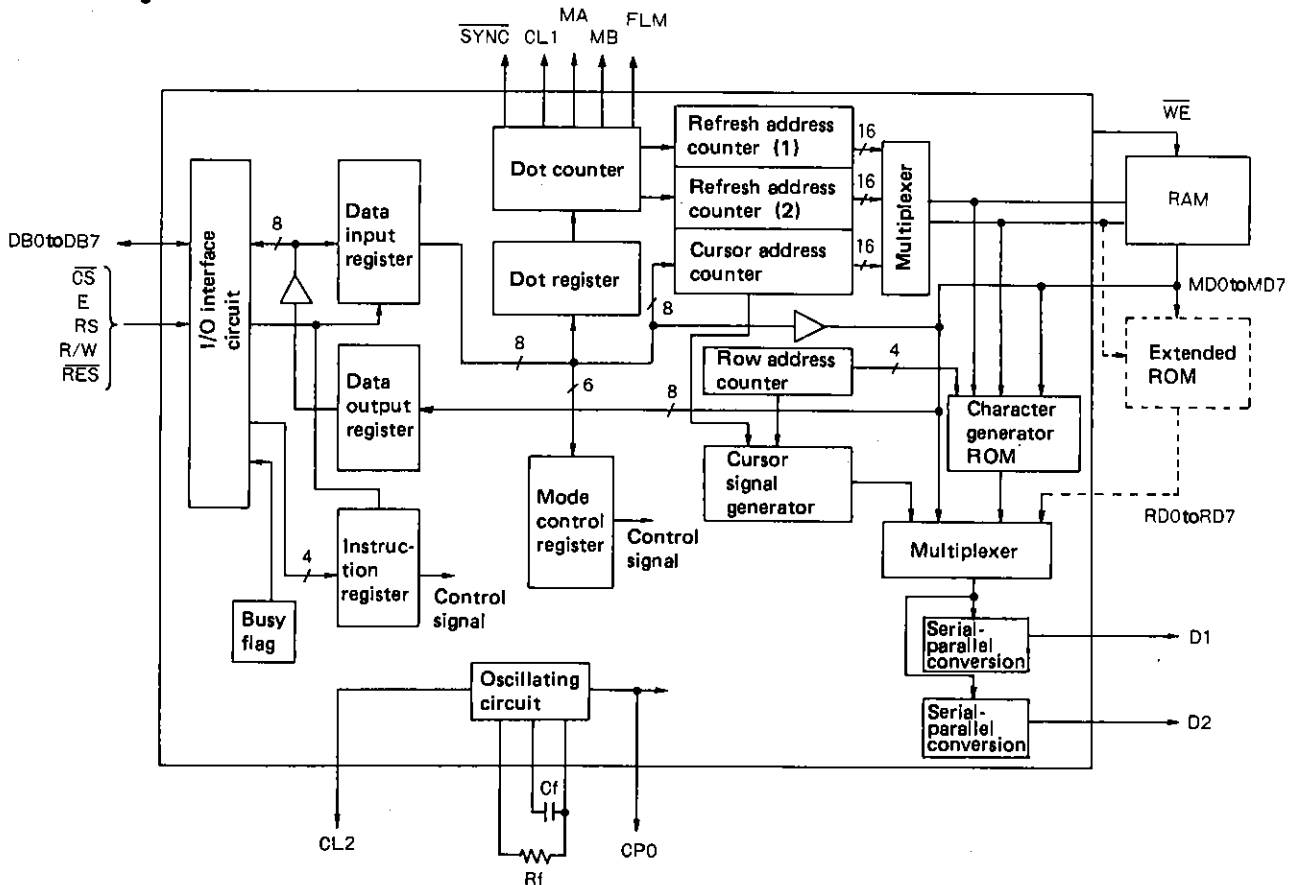 MA
FLM
SYNC
CL1
MB
WE
Refresh address
counter (1)
16
Dot counter
Refresh address
counter (2)
16
Multiplexer
RAM
Data
input
register
8
DB0toDB7
Dot register
Cursor address
counter
16
CS
E
RS
R/W
RES
I/O interface
circuit
8
8
MD0toMD7
Extended
ROM
Row address
counter
4
6
8
Data
output
register
Character
generator
ROM
Cursor
signal
generator
Mode
control
register
Control
signal
RD0toRD7
Multiplexer
4
Instruc-
tion
register
Control
signal
Busy
flag
Serial-
parallel
conversion
D1
Oscillating
circuit
Serial-
parallel
conversion
D2
Cf
CL2
CPO
Rf